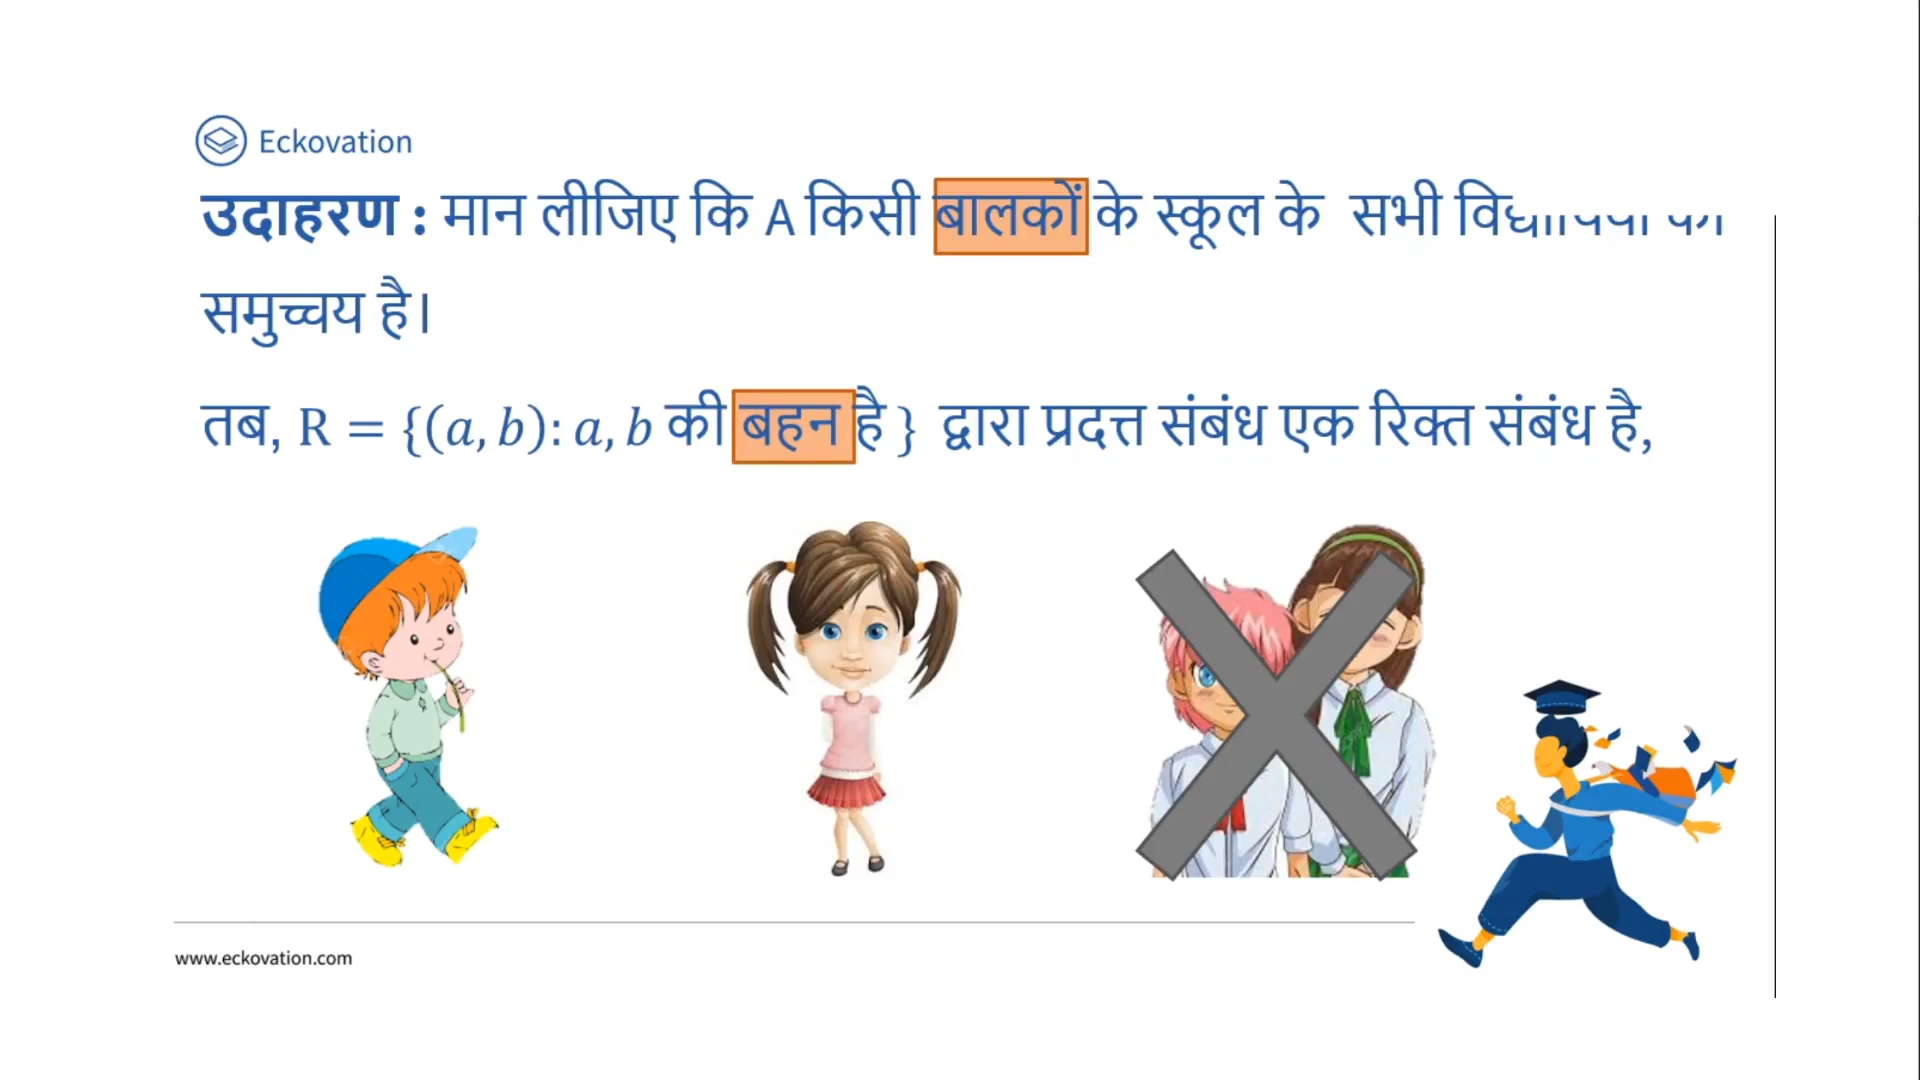 Eckovation
उदाहरण : मान लीजिए कि A किसी बालकों के स्कूल के सभी
समुच्चय है।
तब, R = {(a, b): a, b की बहन है } द्वारा प्रदत्त संबंध एक रिक्त संबंध है,
www.eckovation.com